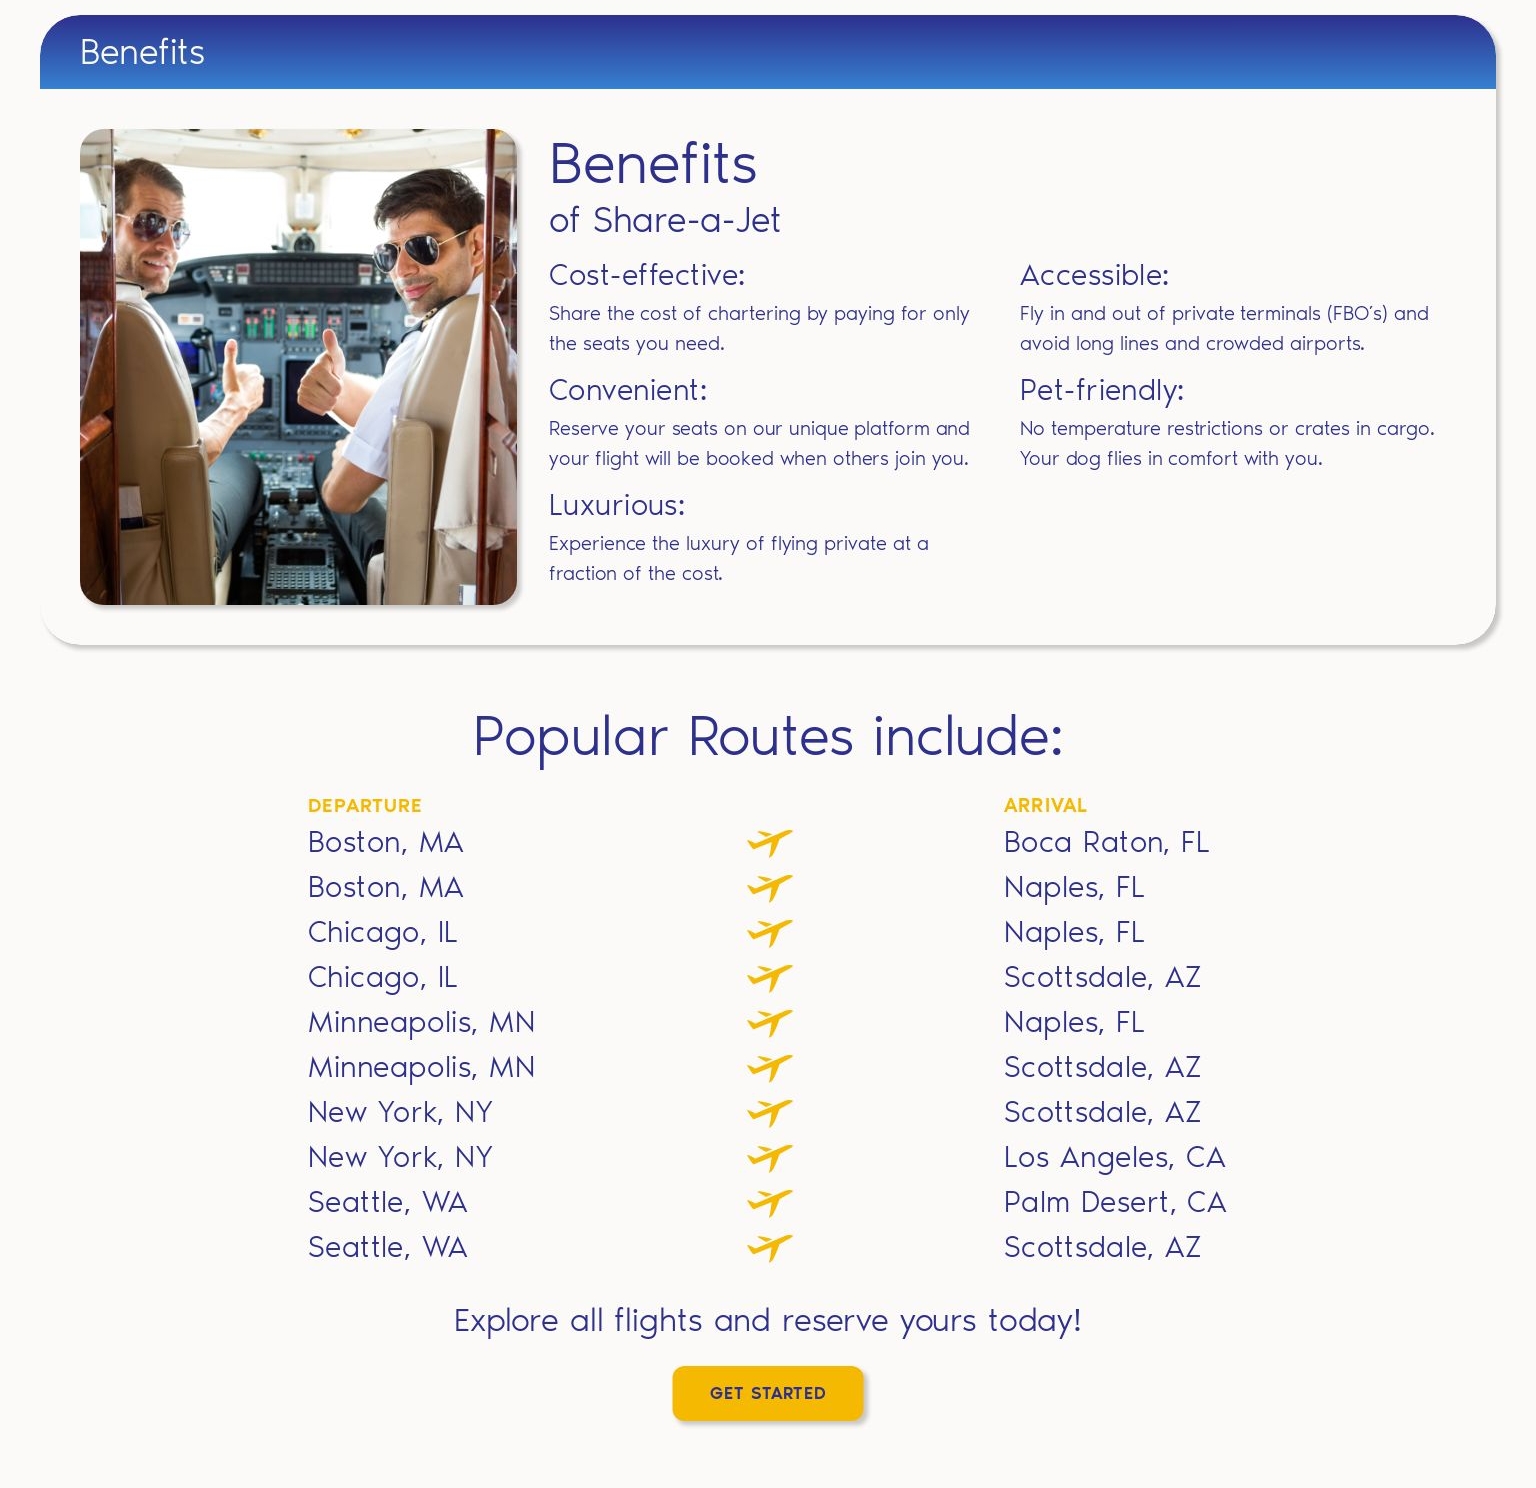 Benefits
Benefits
of Share-a-Jet
Cost-effective:
Share the cost of chartering by paying for only
the seats you need.
Convenient:
Reserve your seats on our unique platform and
your flight will be booked when others join you.
Luxurious:
Experience the luxury of flying private at a
fraction of the cost.
Accessible:
Fly in and out of private terminals (FBO's) and
avoid long lines and crowded airports.
Pet-friendly:
No temperature restrictions or crates in cargo.
Your dog flies in comfort with you.
Popular Routes include:
DEPARTURE ARRIVAL
Boston, MA Boca Raton, FL
Boston, MA Naples, FL
Chicago, IL Naples, FL
Chicago, IL Scottsdale, AZ
Minneapolis, MN Naples, FL
Minneapolis, MN Scottsdale, AZ
New York, NY Scottsdale, AZ
New York, NY Los Angeles, CA
Seattle, WA Palm Desert, CA
Seattle, WA Scottsdale, AZ
Explore all flights and reserve yours today!
GET STARTED